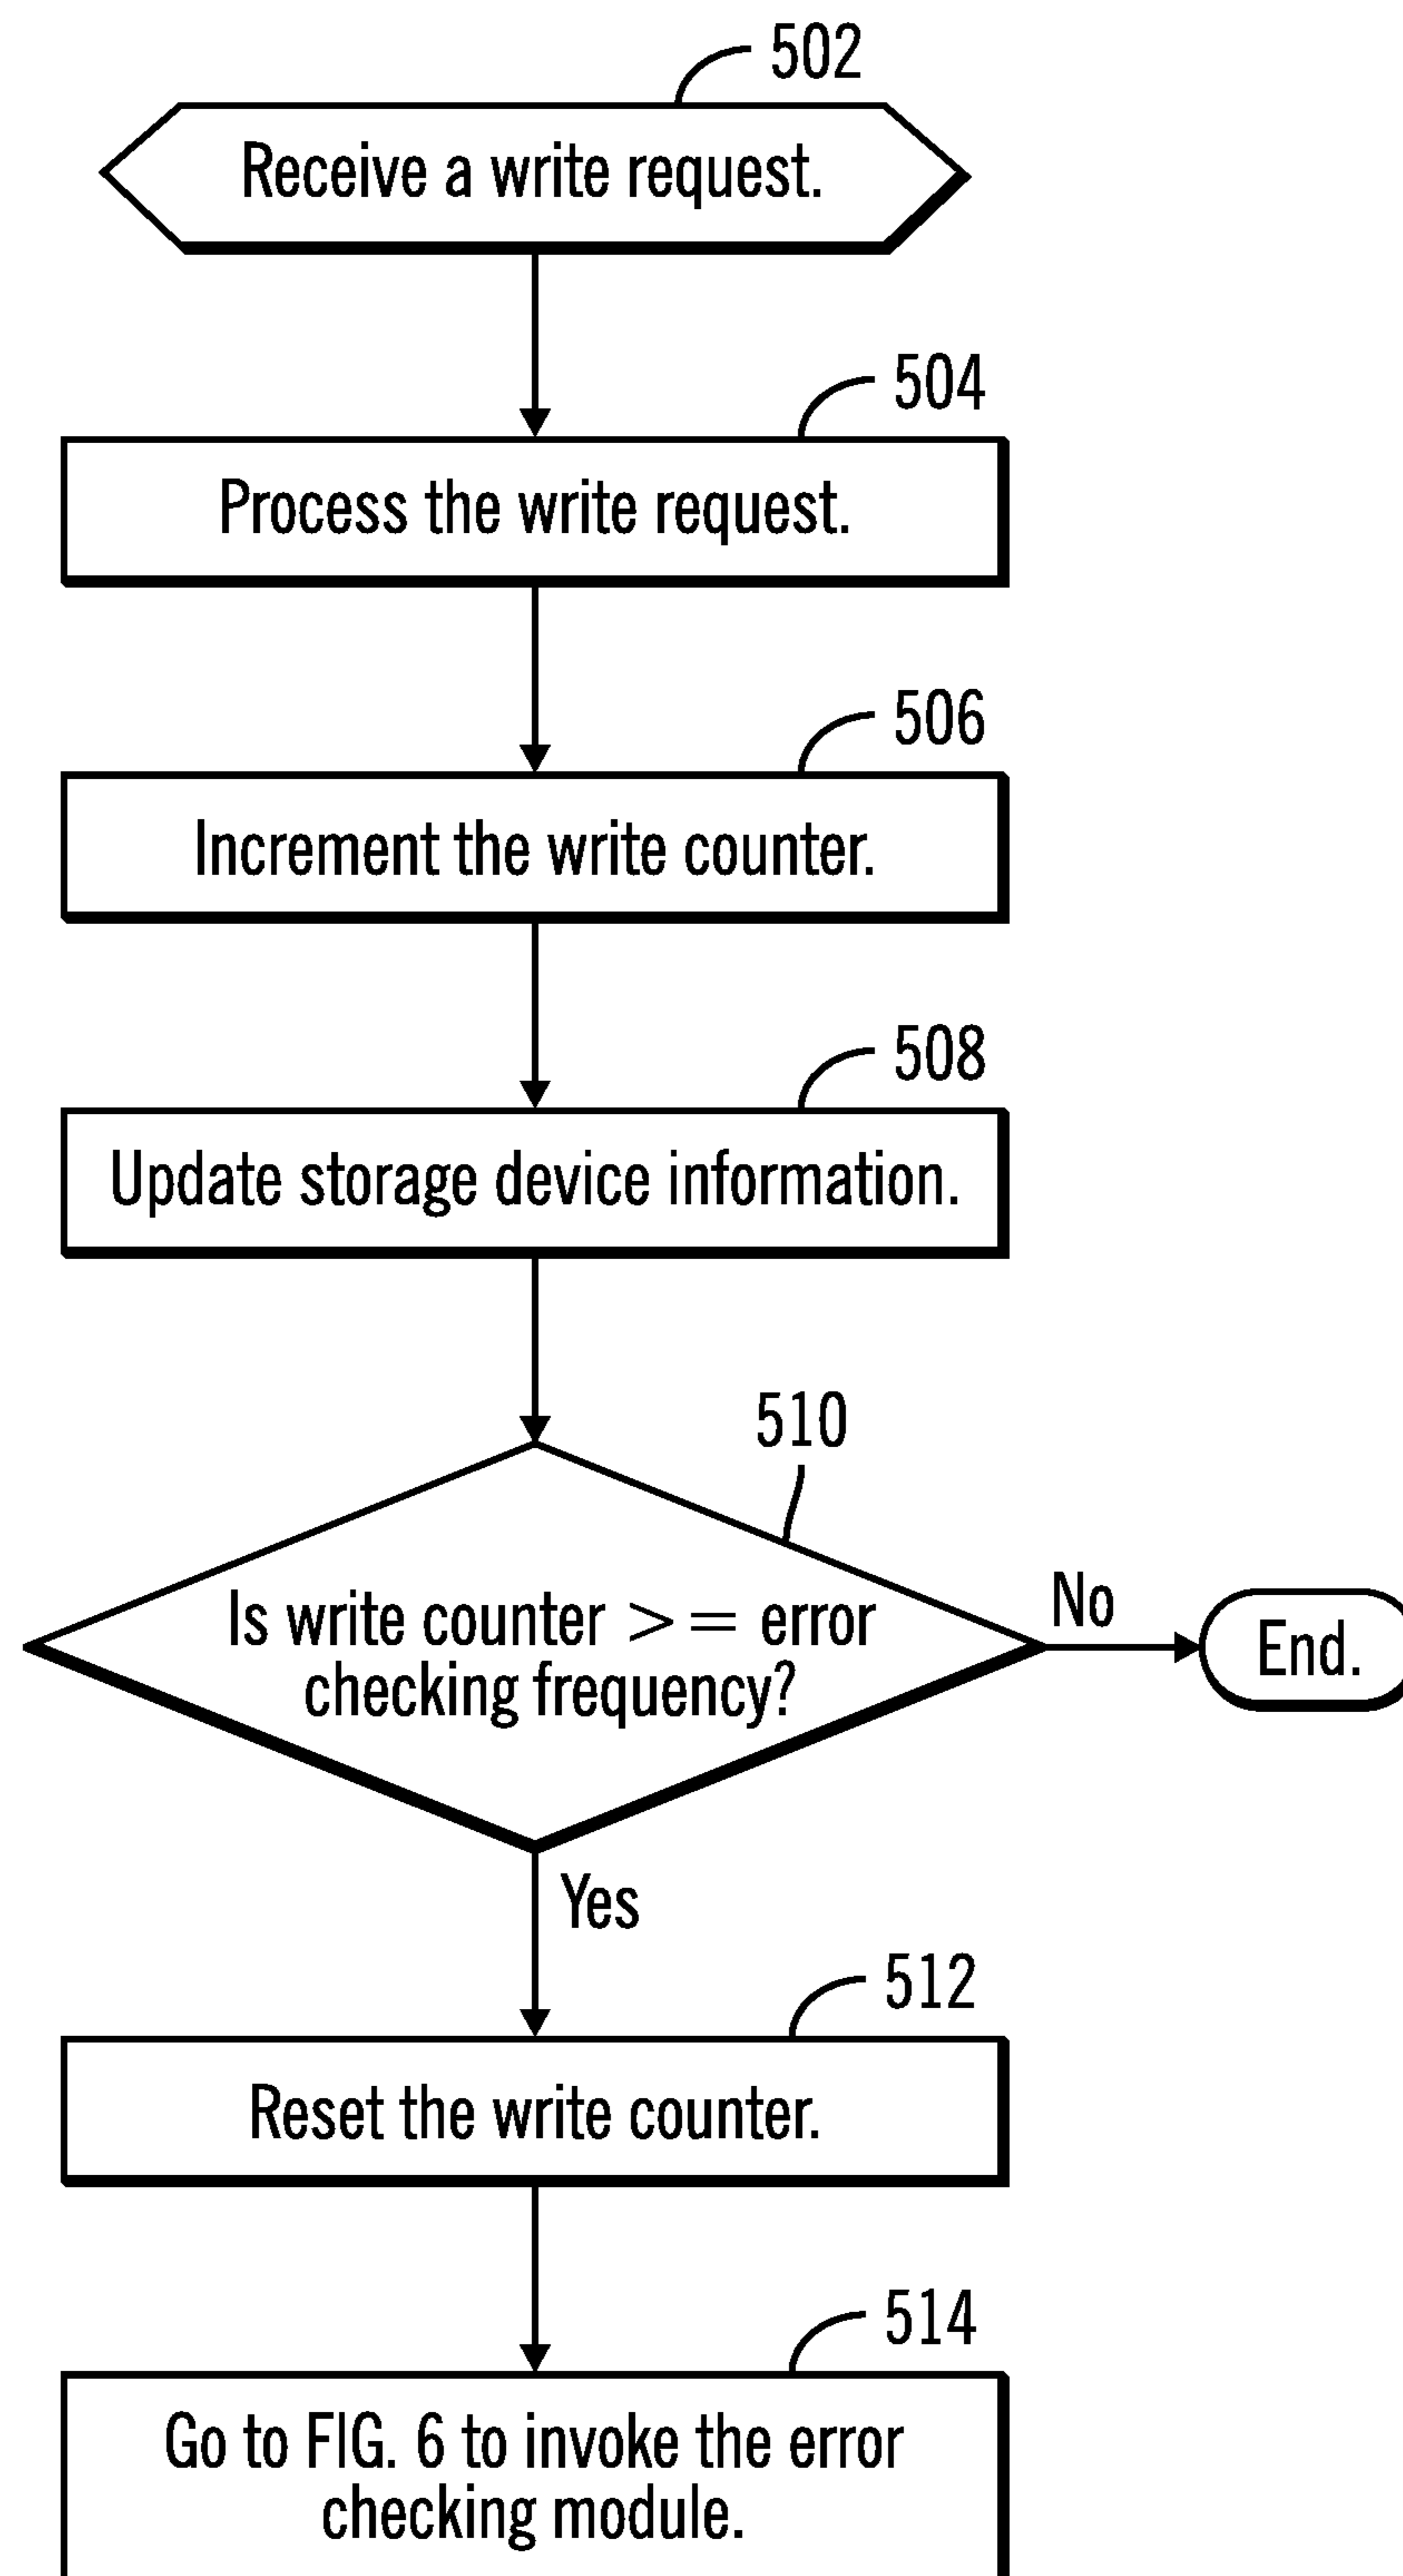 502
Receive a write request.
504
Process the write request.
506
Increment the write counter.
508
Update storage device information.
510
Is write counter >= error
checking frequency?
No
End.
Yes
512
Reset the write counter.
514
Go to FIG. 6 to invoke the error
checking module.